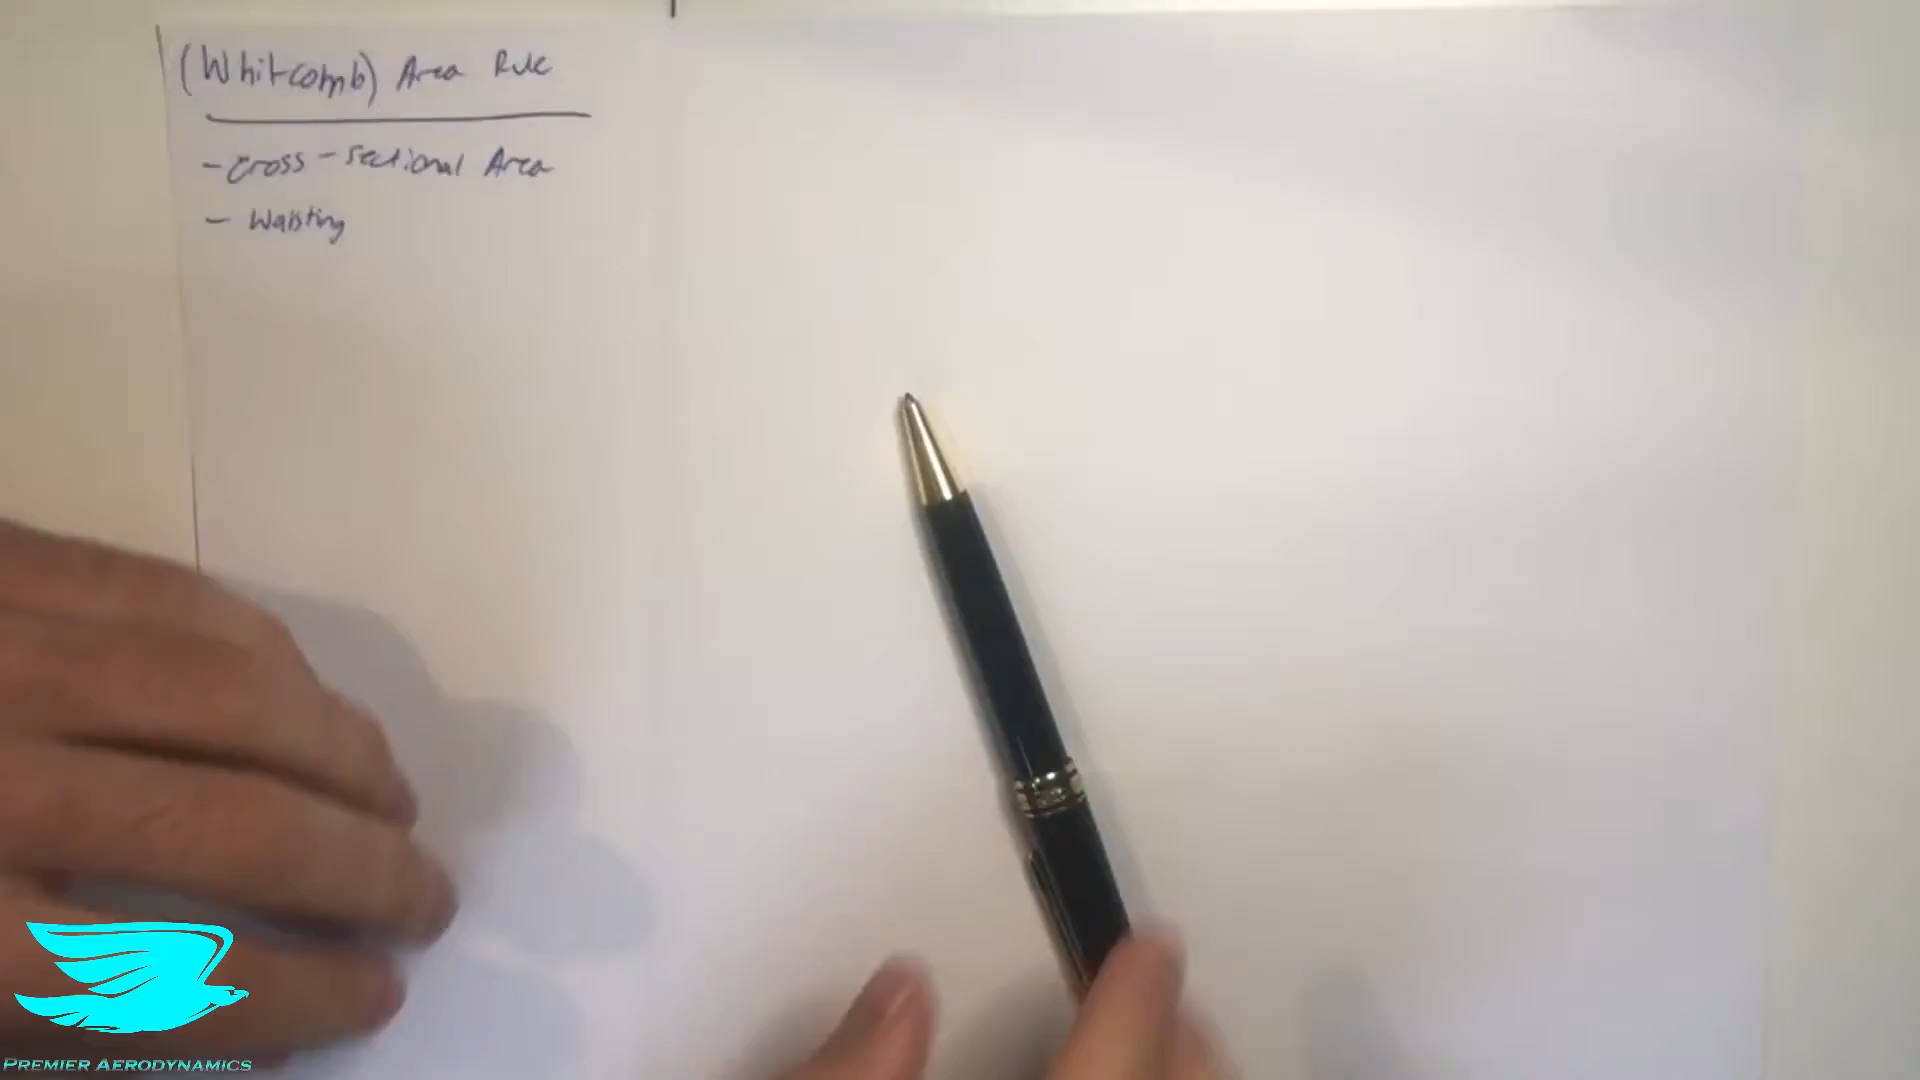 (Whitcomb) Area Rule
- cross-sectional Area
- Waisting
PREMIER AERODYNAMICS